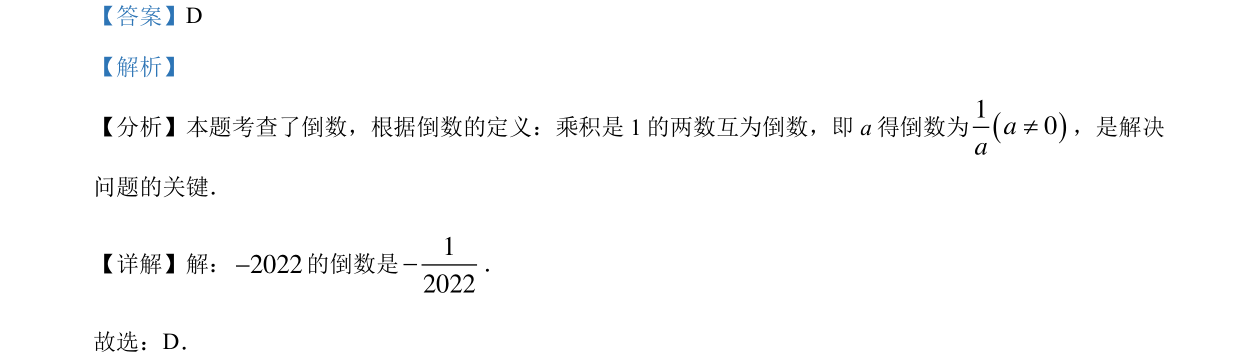 【答案】D
【解析】
【分析】本题考查了倒数，根据倒数的定义：乘积是 1 的两数互为倒数，即 a 得倒数为 \frac{1}{a}(a ≠ 0)，是解决
问题的关键．
【详解】解：−2022 的倒数是 −\frac{1}{2022}．
故选：D．